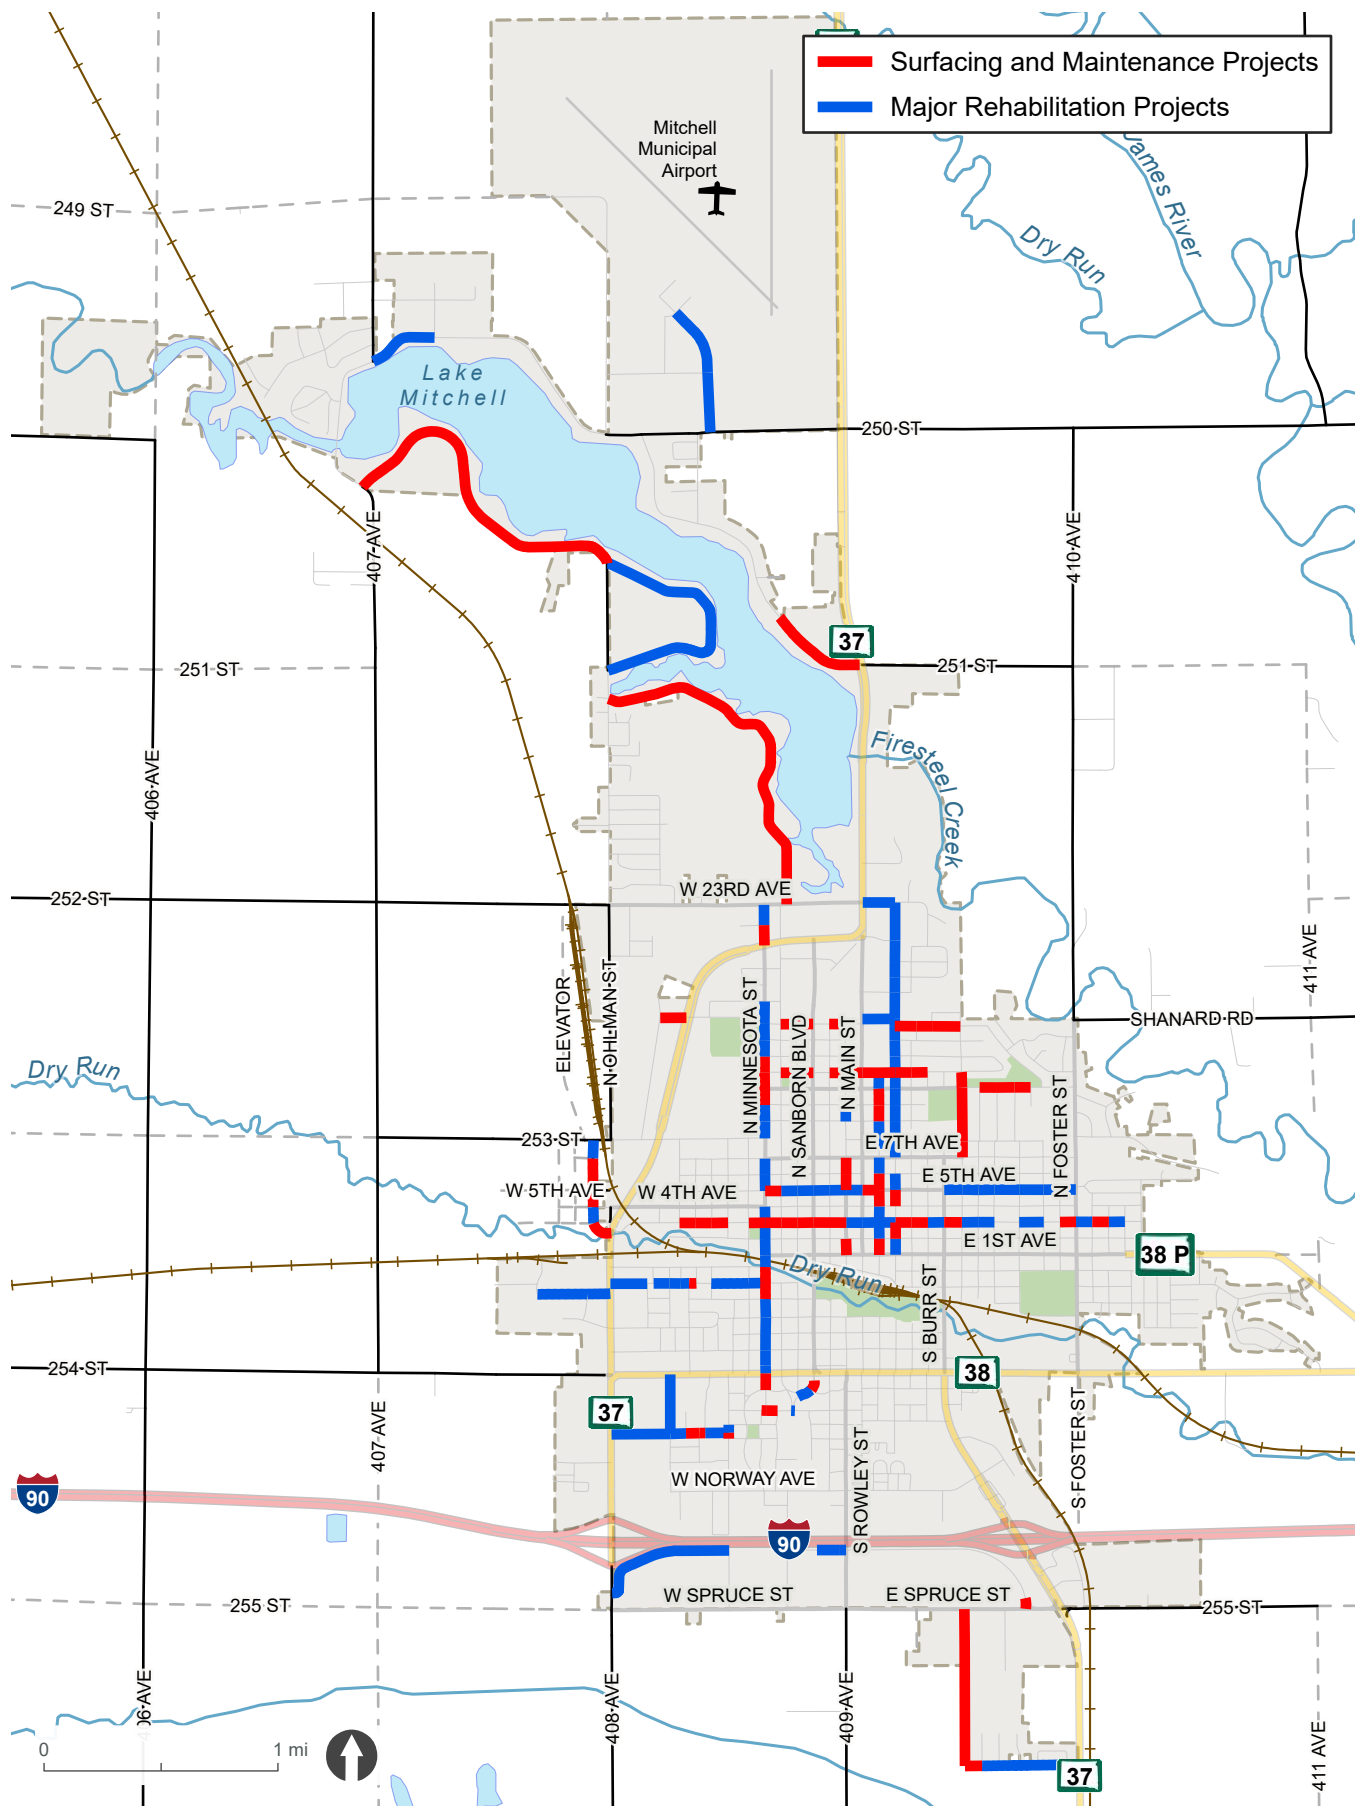 Surfacing and Maintenance Projects
Major Rehabilitation Projects
Mitchell
Municipal
Airport
James River
Dry Run
249 ST
Lake
Mitchell
250 ST
407 AVE
410 AVE
37
251 ST
251 ST
406 AVE
Firesteel Creek
W 23RD AVE
252 ST
411 AVE
ELEVATOR
N OHLMAN ST
N MINNESOTA ST
N SANBORN BLVD
N MAIN ST
SHANARD RD
Dry Run
N FOSTER ST
253 ST
E 7TH AVE
E 5TH AVE
W 5TH AVE
W 4TH AVE
E 1ST AVE
38 P
Dry Run
S BURR ST
254 ST
38
37
407 AVE
S FOSTER ST
S ROWLEY ST
W NORWAY AVE
90
90
W SPRUCE ST
E SPRUCE ST
255 ST
255 ST
408 AVE
409 AVE
411 AVE
0
1 mi
37